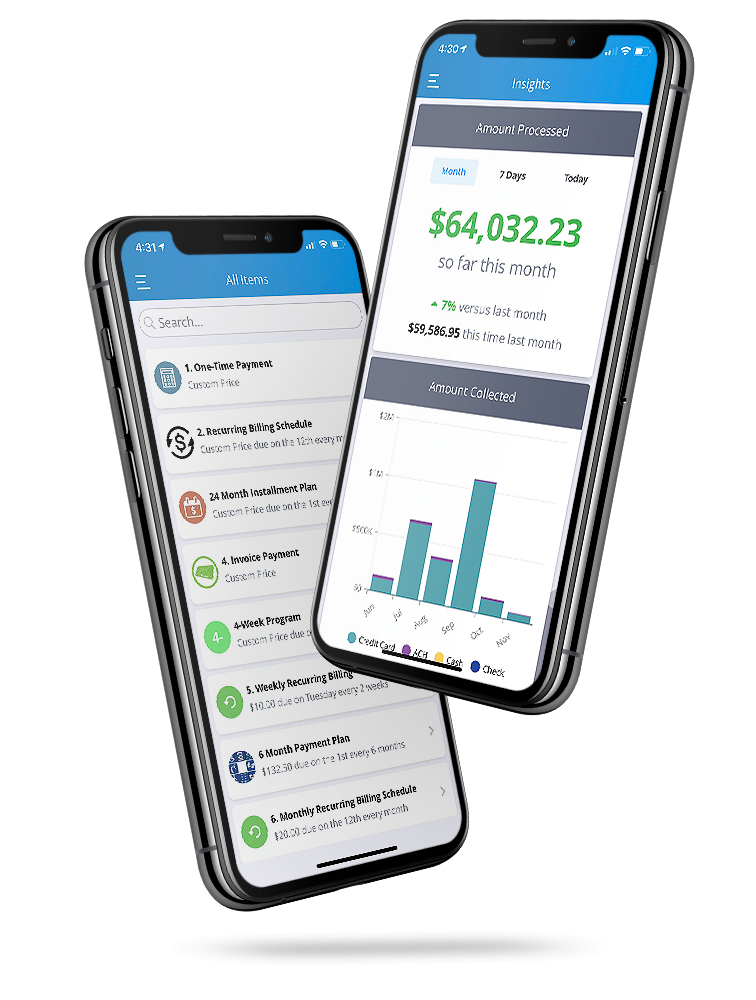 4:30
Insights
Amount Processed
Month
7 Days
Today
$64,032.23
so far this month
7% versus last month
$59,586.95 this time last month
Amount Collected
$2M
$1M
$500K
$0
Jun
Jul
Aug
Sep
Oct
Nov
Credit Card
ACH
Cash
Check
4:31
All Items
Search...
1. One-Time Payment
Custom Price
2. Recurring Billing Schedule
Custom Price due on the 12th every m
24 Month Installment Plan
Custom Price due on the 1st eve
4. Invoice Payment
Custom Price
4-
4-Week Program
Custom Price due
5. Weekly Recurring Billing
$10.00 due on Tuesday every 2 weeks
6 Month Payment Plan
$132.50 due on the 1st every 6 months
6. Monthly Recurring Billing Schedule
$20.00 due on the 12th every month